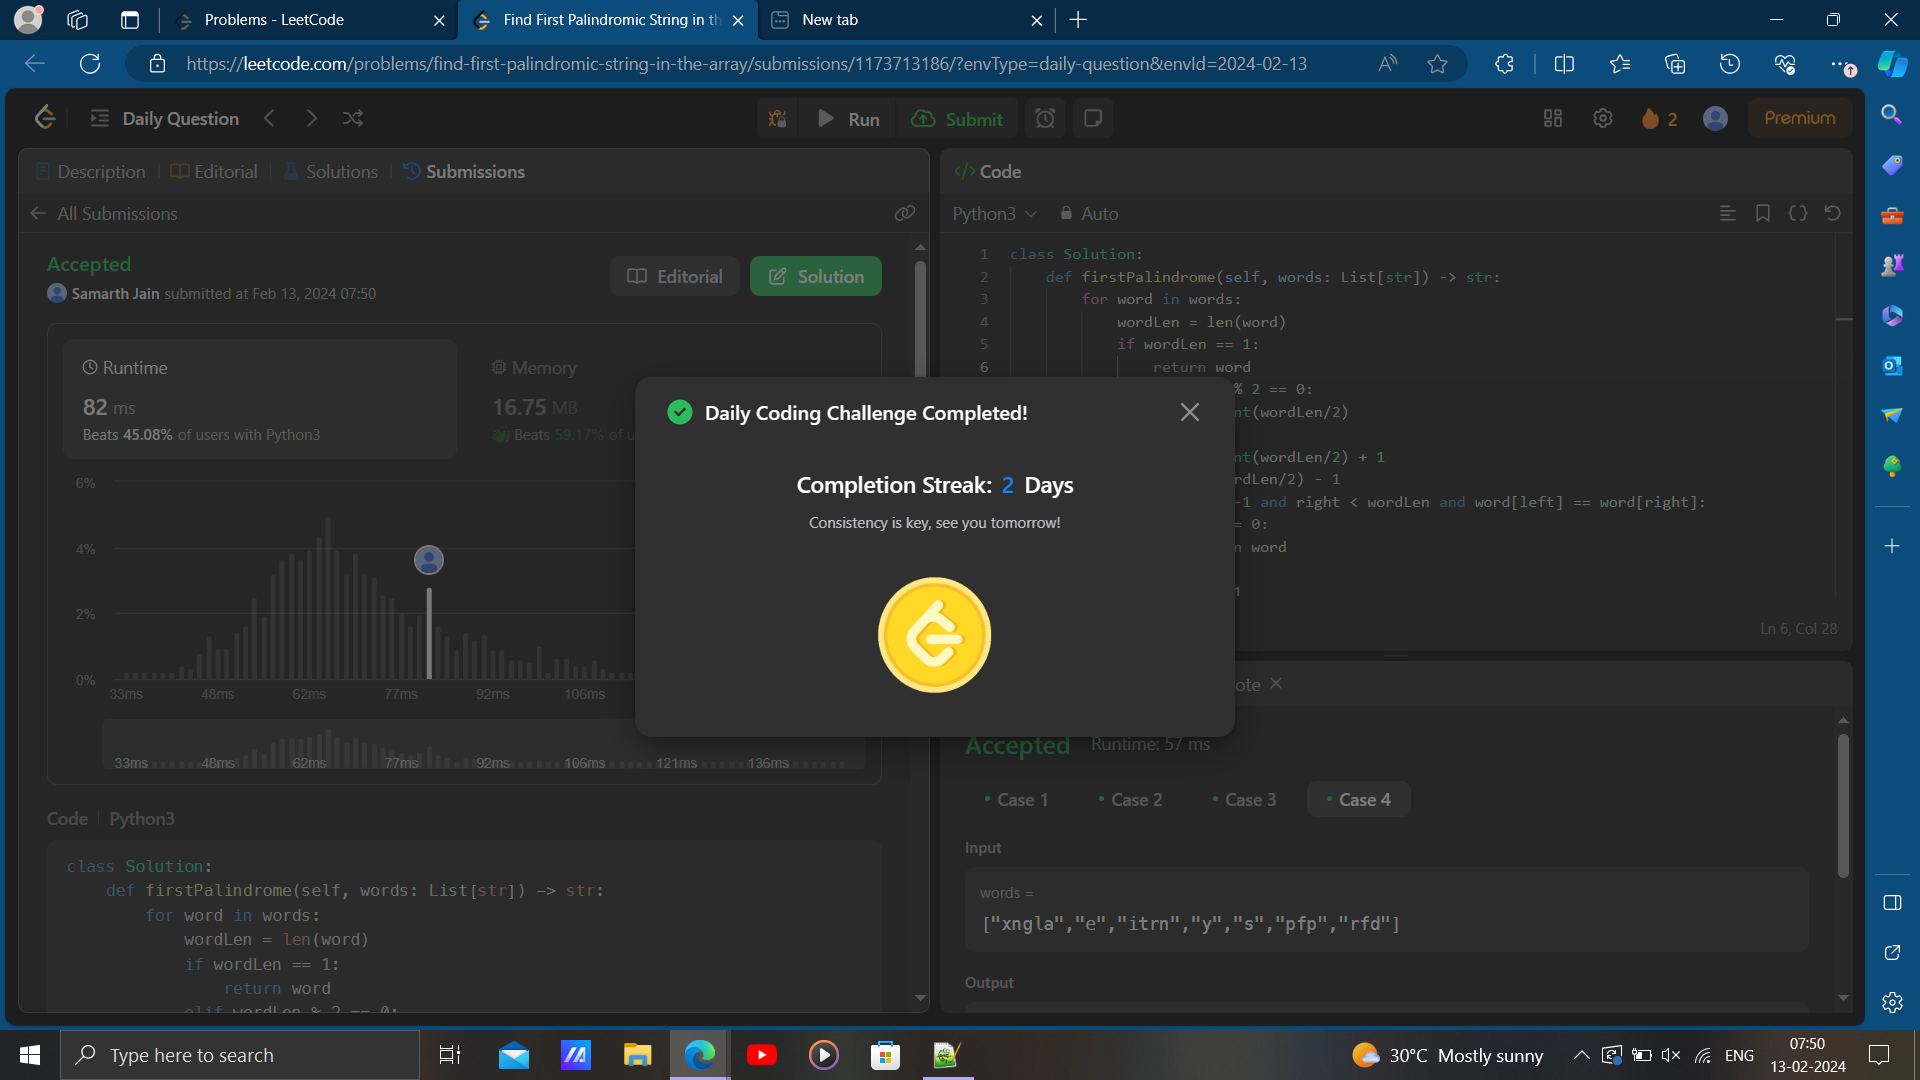 Problems - LeetCode
Find First Palindromic String in th
New tab
https://leetcode.com/problems/find-first-palindromic-string-in-the-array/submissions/1173713186/?envType=daily-question&envId=2024-02-13
Daily Question
Run
Submit
2
Premium
Description
Editorial
Solutions
Submissions
All Submissions
Accepted
Samarth Jain submitted at Feb 13, 2024 07:50
Editorial
Solution
Runtime
82 ms
Beats 45.08% of users with Python3
Memory
16.75 MB
Beats 59.17% of u
6%
4%
2%
0%
33ms 48ms 62ms 77ms 92ms 106ms
33ms 48ms 62ms 77ms 92ms 106ms 121ms 136ms
Code | Python3
class Solution:
def firstPalindrome(self, words: List[str]) -> str:
for word in words:
wordLen = len(word)
if wordLen == 1:
return word
elif wordLen % 2 == 0:
</> Code
Python3
Auto
1 class Solution:
2 def firstPalindrome(self, words: List[str]) -> str:
3 for word in words:
4 wordLen = len(word)
5 if wordLen == 1:
6 return word
% 2 == 0:
nt(wordLen/2)
nt(wordLen/2) + 1
rdLen/2) - 1
-1 and right < wordLen and word[left] == word[right]:
= 0:
n word
1
Ln 6, Col 28
Daily Coding Challenge Completed!
Completion Streak: 2 Days
Consistency is key, see you tomorrow!
ote
Accepted
Runtime: 57 ms
Case 1
Case 2
Case 3
Case 4
Input
words =
["xngla","e","itrn","y","s","pfp","rfd"]
Output
Type here to search
30°C Mostly sunny
ENG
07:50
13-02-2024